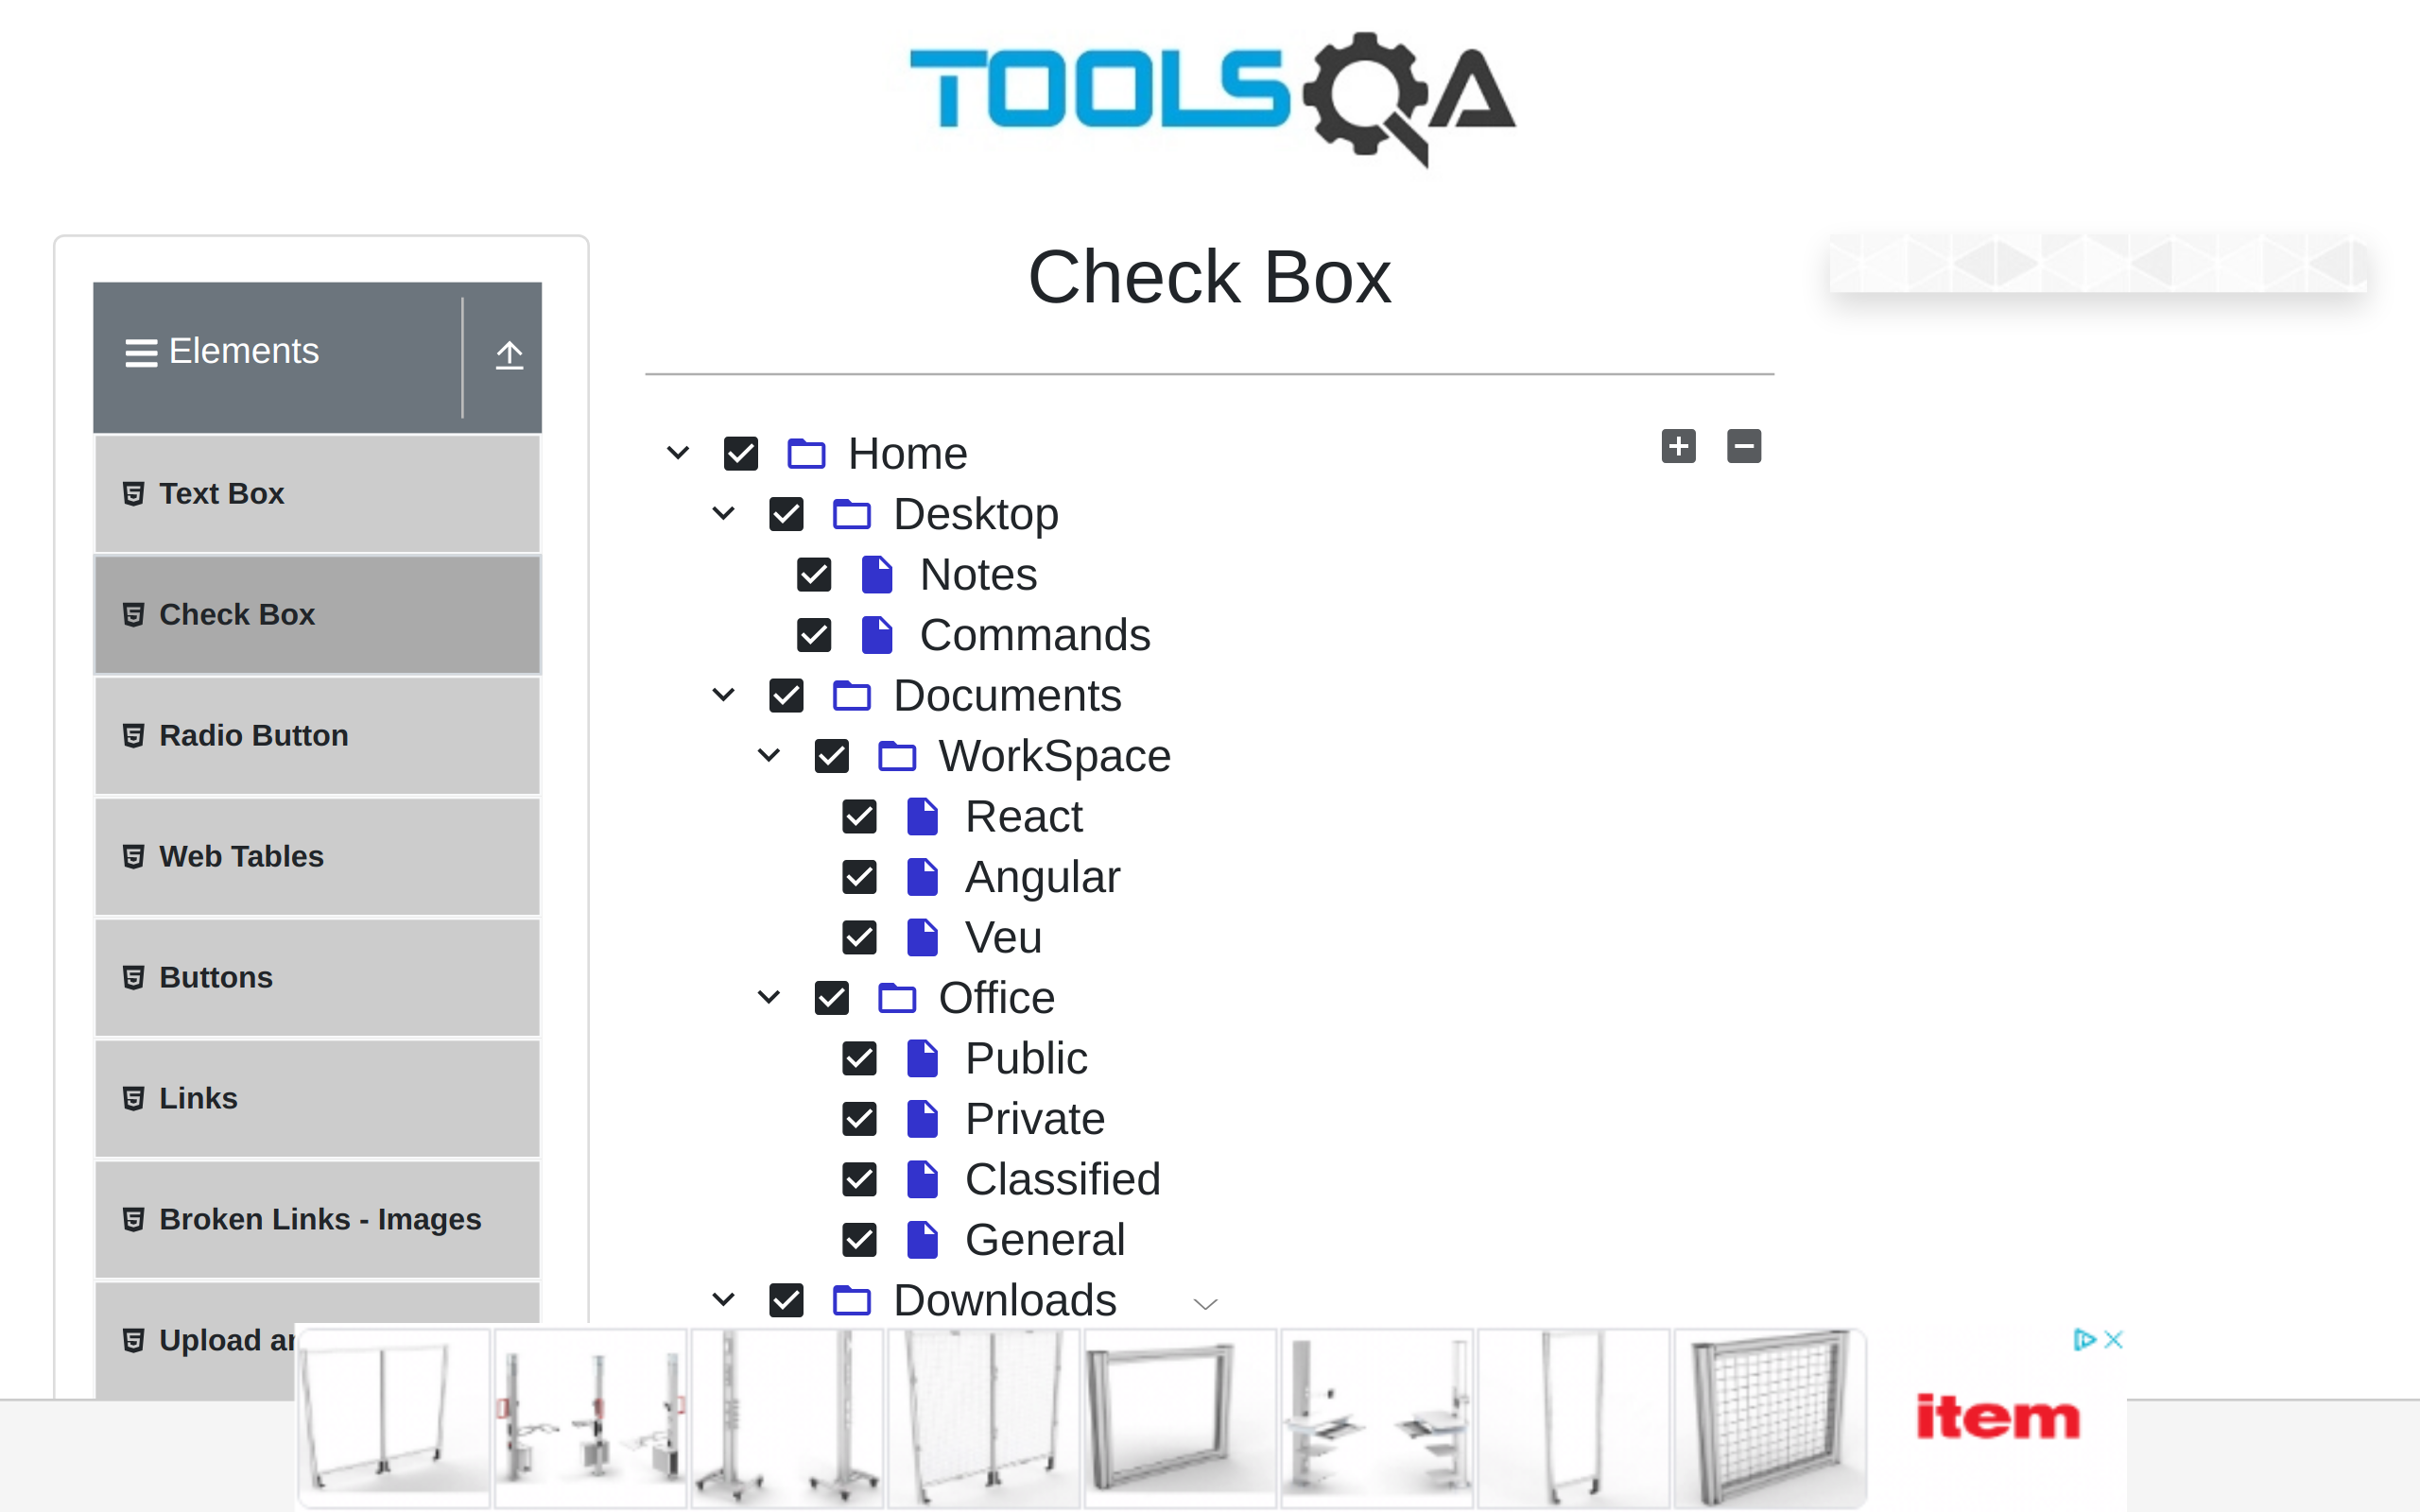 TOOLSQA
Check Box
Elements
Text Box
Check Box
Radio Button
Web Tables
Buttons
Links
Broken Links - Images
Upload ar
Home
Desktop
Notes
Commands
Documents
WorkSpace
React
Angular
Veu
Office
Public
Private
Classified
General
Downloads
item